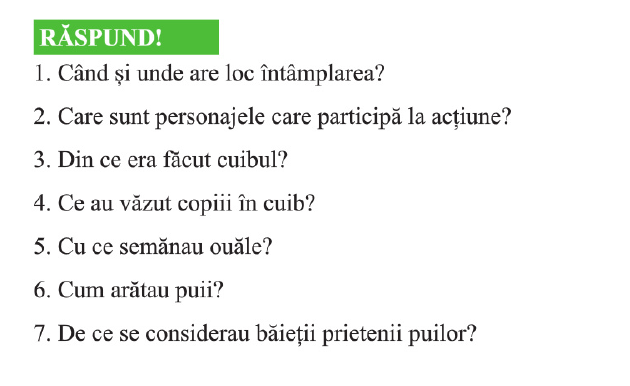 RĂSPUND!
1. Când și unde are loc întâmplarea?
2. Care sunt personajele care participă la acțiune?
3. Din ce era făcut cuibul?
4. Ce au văzut copiii în cuib?
5. Cu ce semănau ouăle?
6. Cum arătau puii?
7. De ce se considerau băieții prietenii puilor?